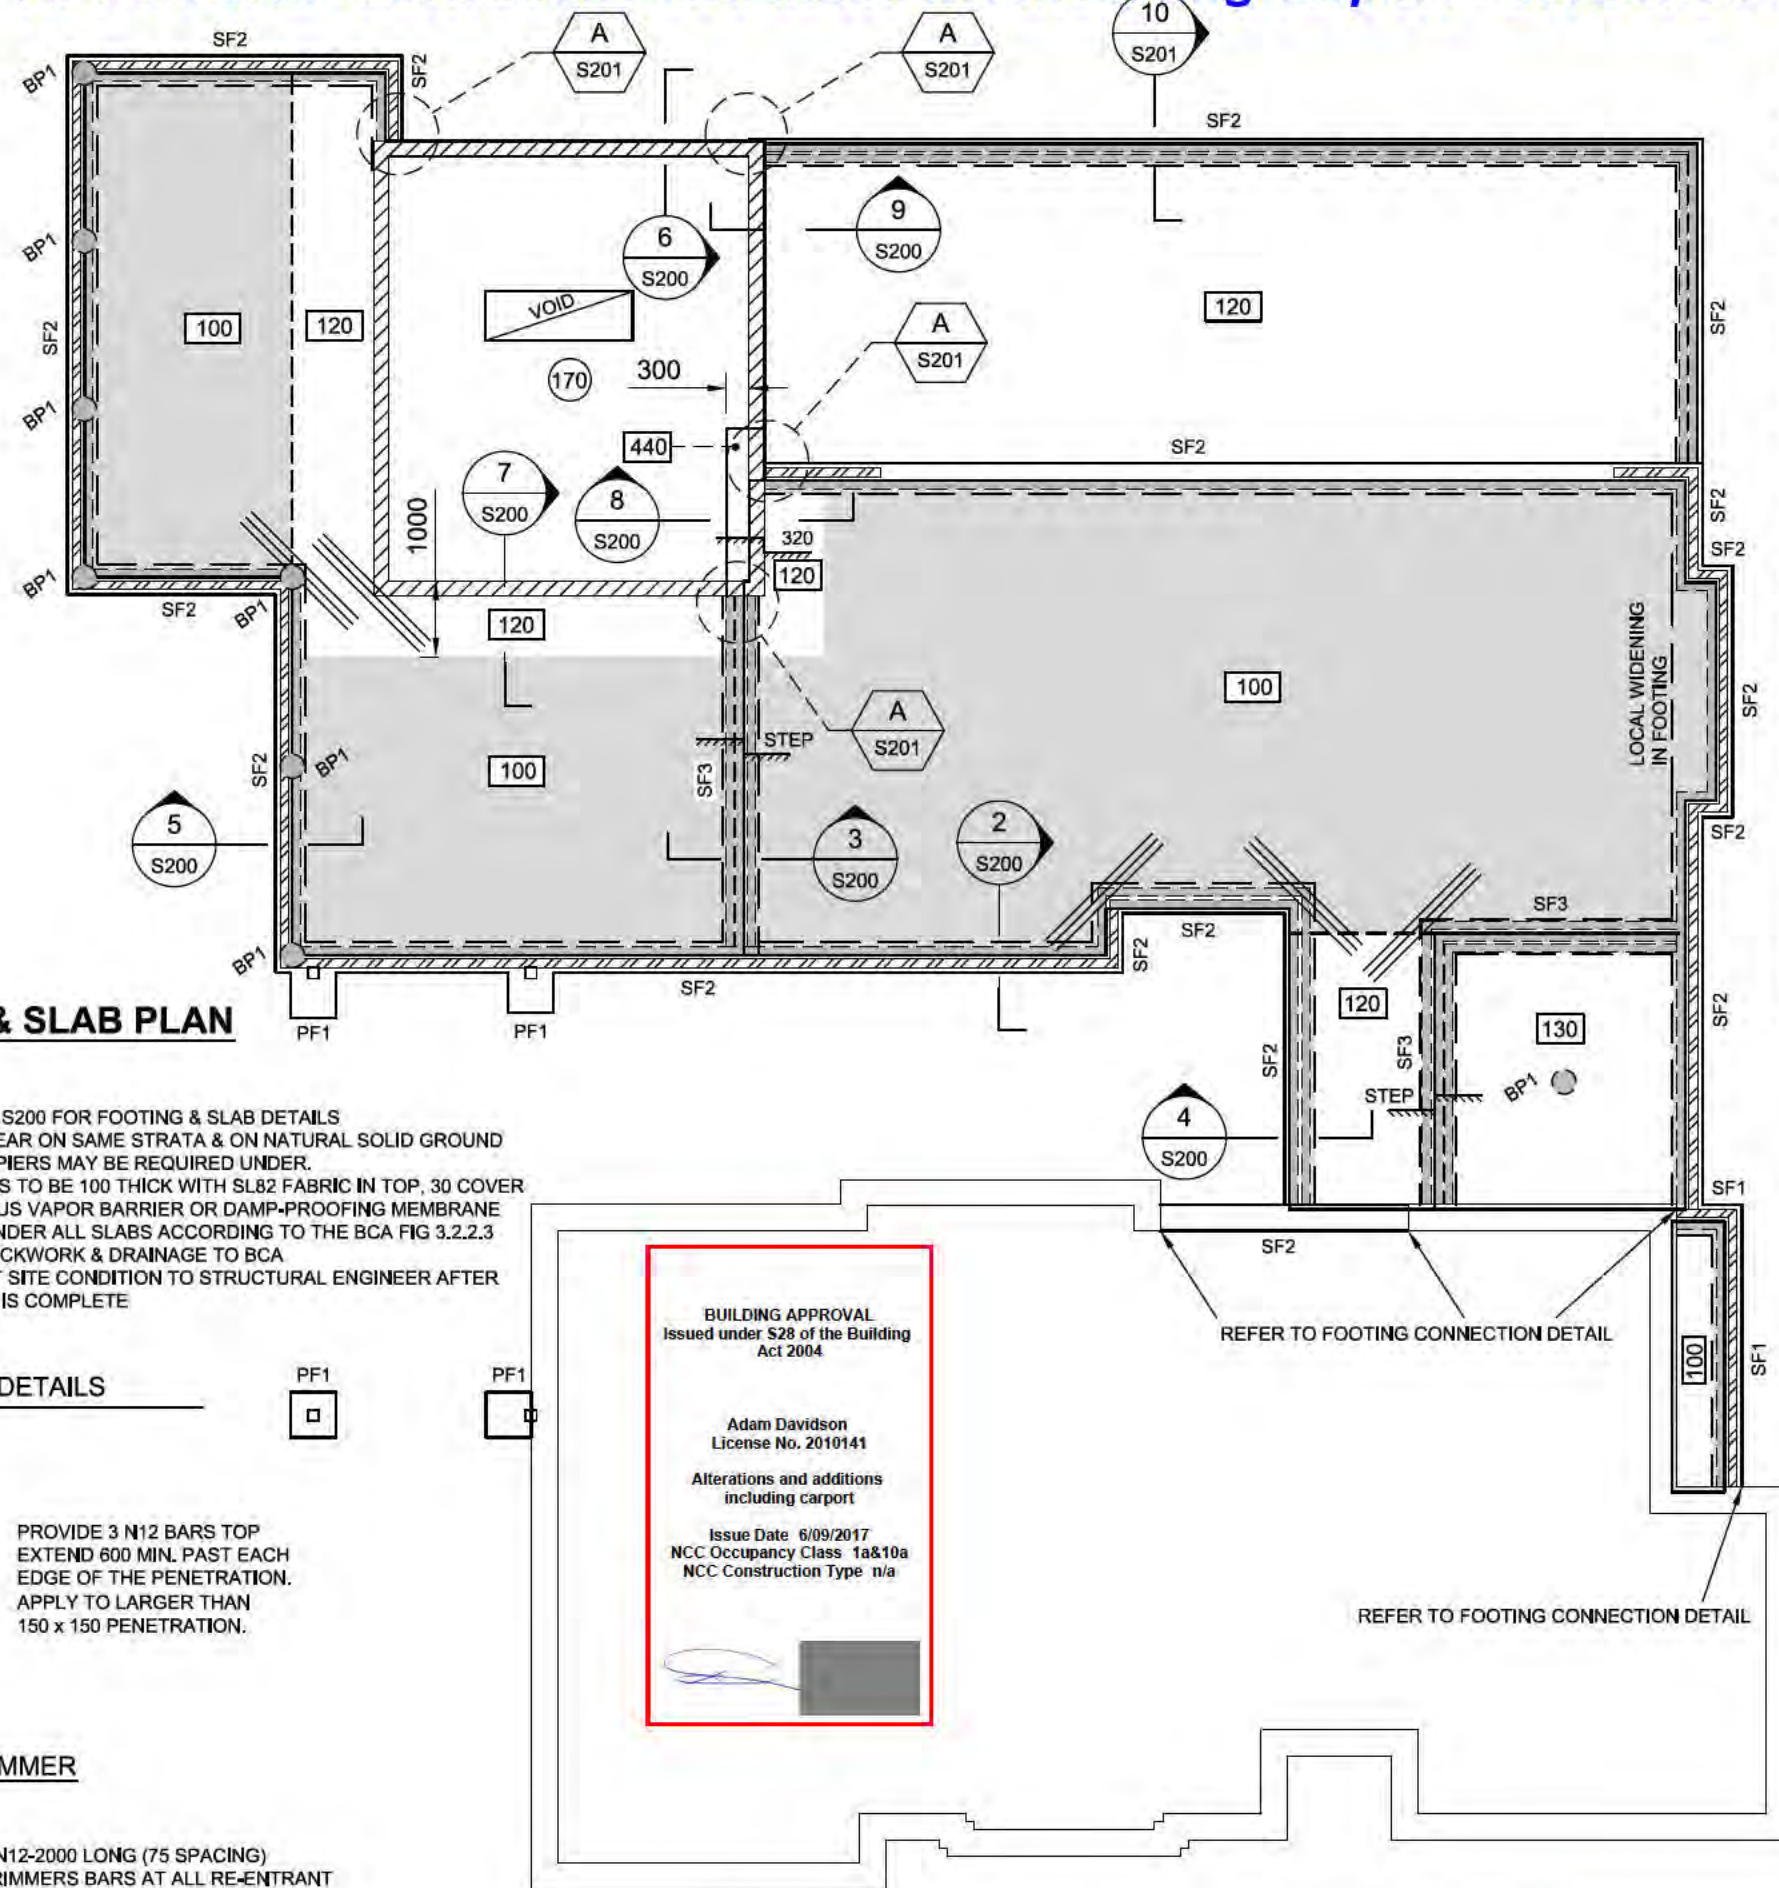 SF2
A
S201
A
S201
10
S201
BP1
SF2
SF2
9
S200
6
S200
BP1
VOID
120
SF2
SF2
100
120
A
S201
170
300
BP1
440
SF2
7
S200
8
S200
1000
320
120
SF2
SF2
BP1
SF2
BP1
120
LOCAL WIDENING
IN FOOTING
SF2
100
A
S201
STEP
SF2
BP1
100
SF3
5
S200
3
S200
2
S200
SF2
SF3
SF2
SF2
BP1
SF2
PF1
PF1
& SLAB PLAN
120
130
SF2
SF2
SF3
BP1
STEP
4
S200
S200 FOR FOOTING & SLAB DETAILS
EAR ON SAME STRATA & ON NATURAL SOLID GROUND
PIERS MAY BE REQUIRED UNDER.
S TO BE 100 THICK WITH SL82 FABRIC IN TOP, 30 COVER
US VAPOR BARRIER OR DAMP-PROOFING MEMBRANE
NDER ALL SLABS ACCORDING TO THE BCA FIG 3.2.2.3
CKWORK & DRAINAGE TO BCA
T SITE CONDITION TO STRUCTURAL ENGINEER AFTER
IS COMPLETE
SF1
SF2
REFER TO FOOTING CONNECTION DETAIL
100
SF1
BUILDING APPROVAL
Issued under S28 of the Building
Act 2004
Adam Davidson
License No. 2010141
Alterations and additions
including carport
Issue Date 6/09/2017
NCC Occupancy Class 1a&10a
NCC Construction Type n/a
DETAILS
PF1
PF1
PROVIDE 3 N12 BARS TOP
EXTEND 600 MIN. PAST EACH
EDGE OF THE PENETRATION.
APPLY TO LARGER THAN
150 x 150 PENETRATION.
REFER TO FOOTING CONNECTION DETAIL
MMER
N12-2000 LONG (75 SPACING)
RIMMERS BARS AT ALL RE-ENTRANT